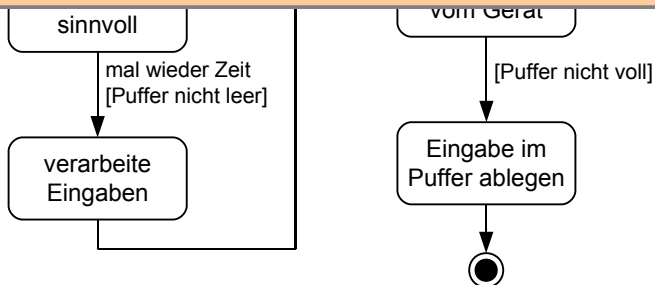 sinnvoll
mal wieder Zeit
[Puffer nicht leer]
verarbeite
Eingaben
vom Gerät
[Puffer nicht voll]
Eingabe im
Puffer ablegen